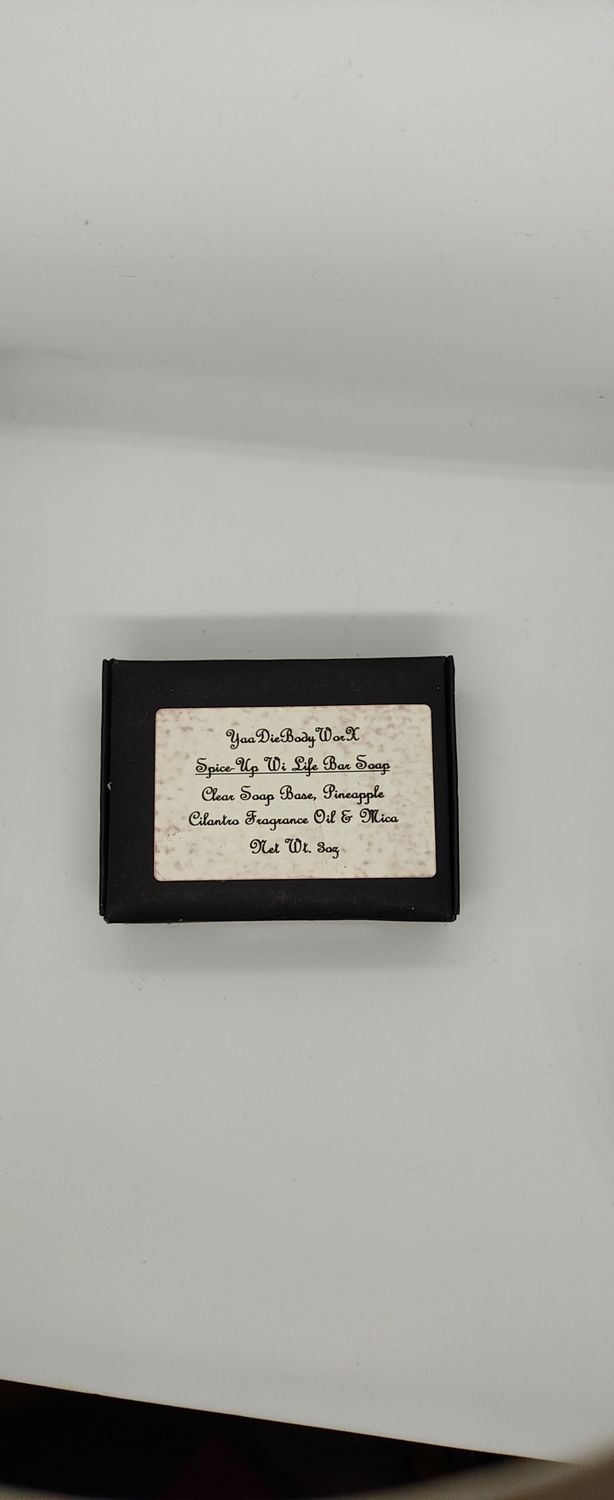 YaaDieBodyWorX
Spice-Up Wi Life Bar Soap
Clear Soap Base, Pineapple
Cilantro Fragrance Oil & Mica
Net Wt. 3oz